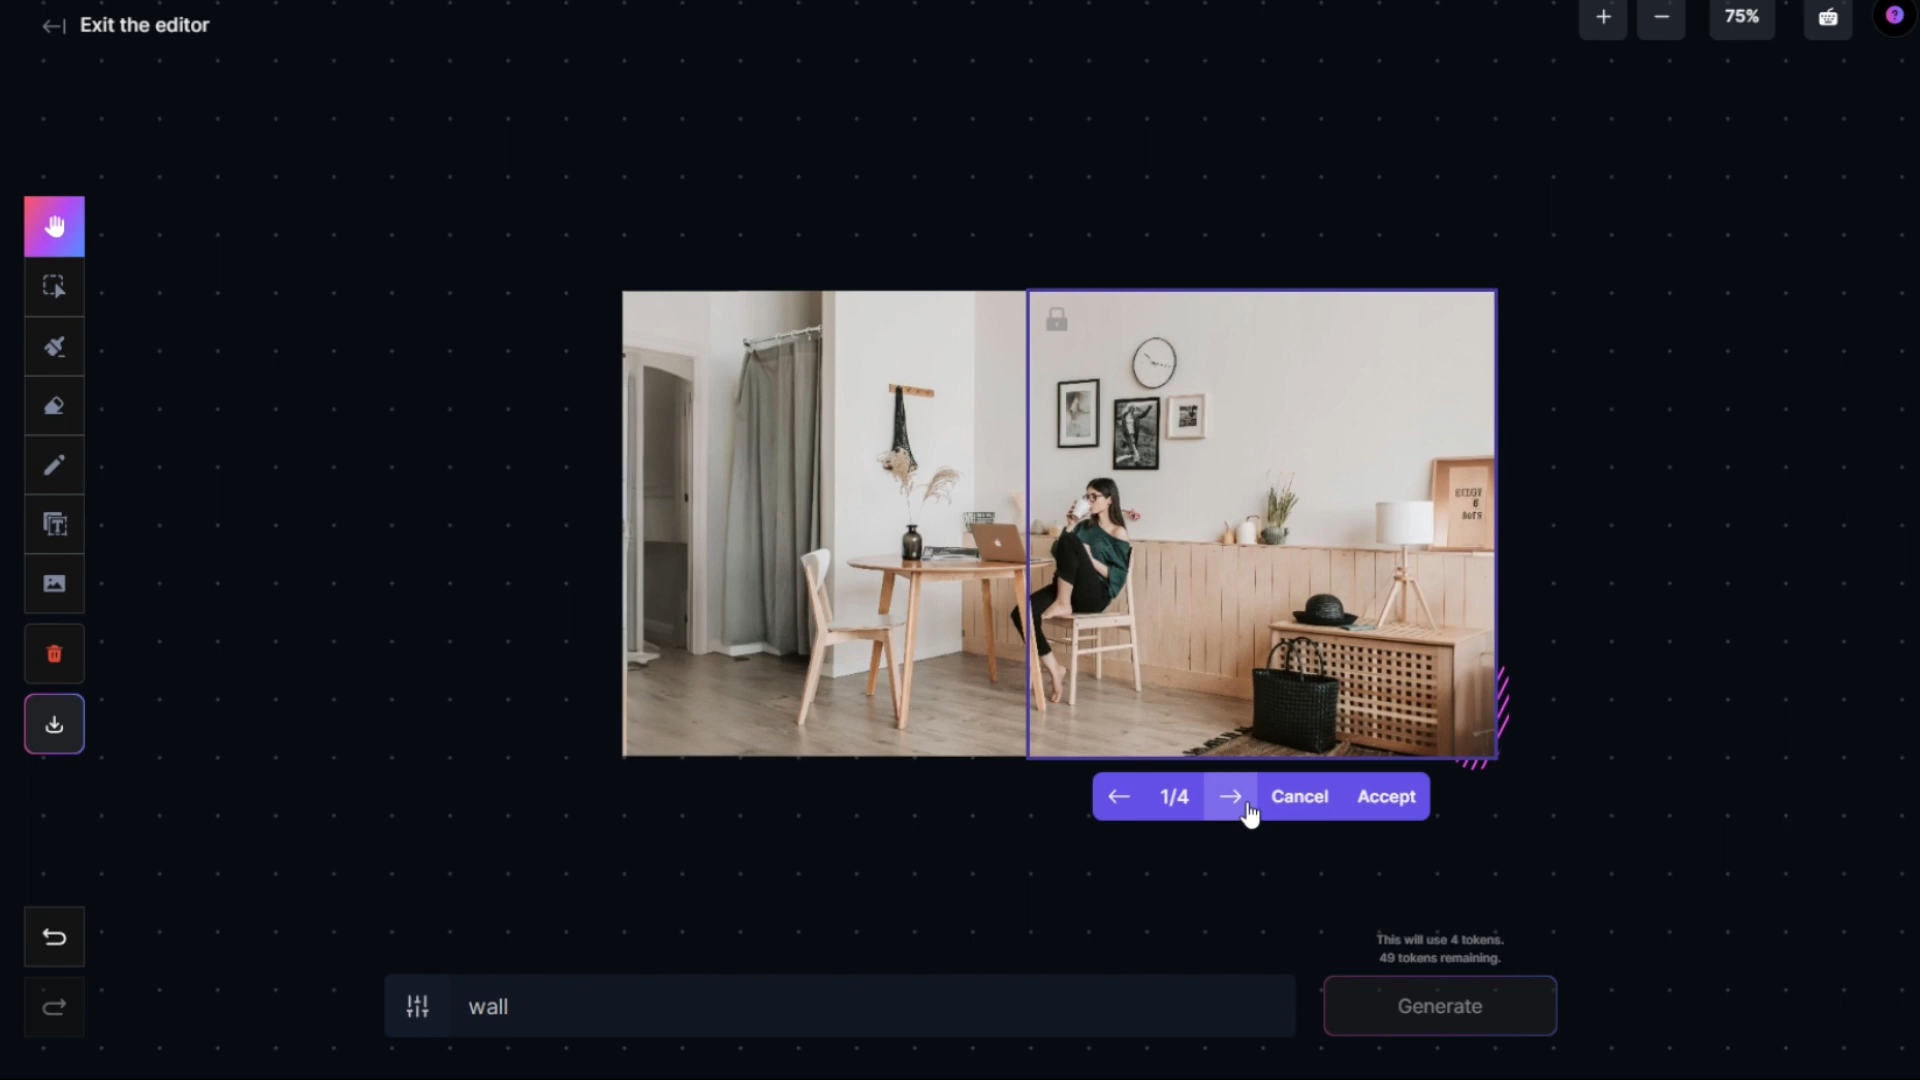 Exit the editor
75%
?
1/4
Cancel
Accept
This will use 4 tokens.
49 tokens remaining.
wall
Generate